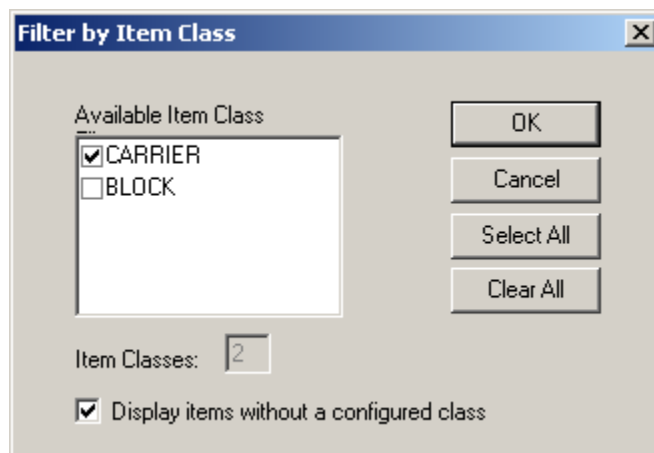 Filter by Item Class
Available Item Class
CARRIER
BLOCK
OK
Cancel
Select All
Clear All
Item Classes: 2
Display items without a configured class